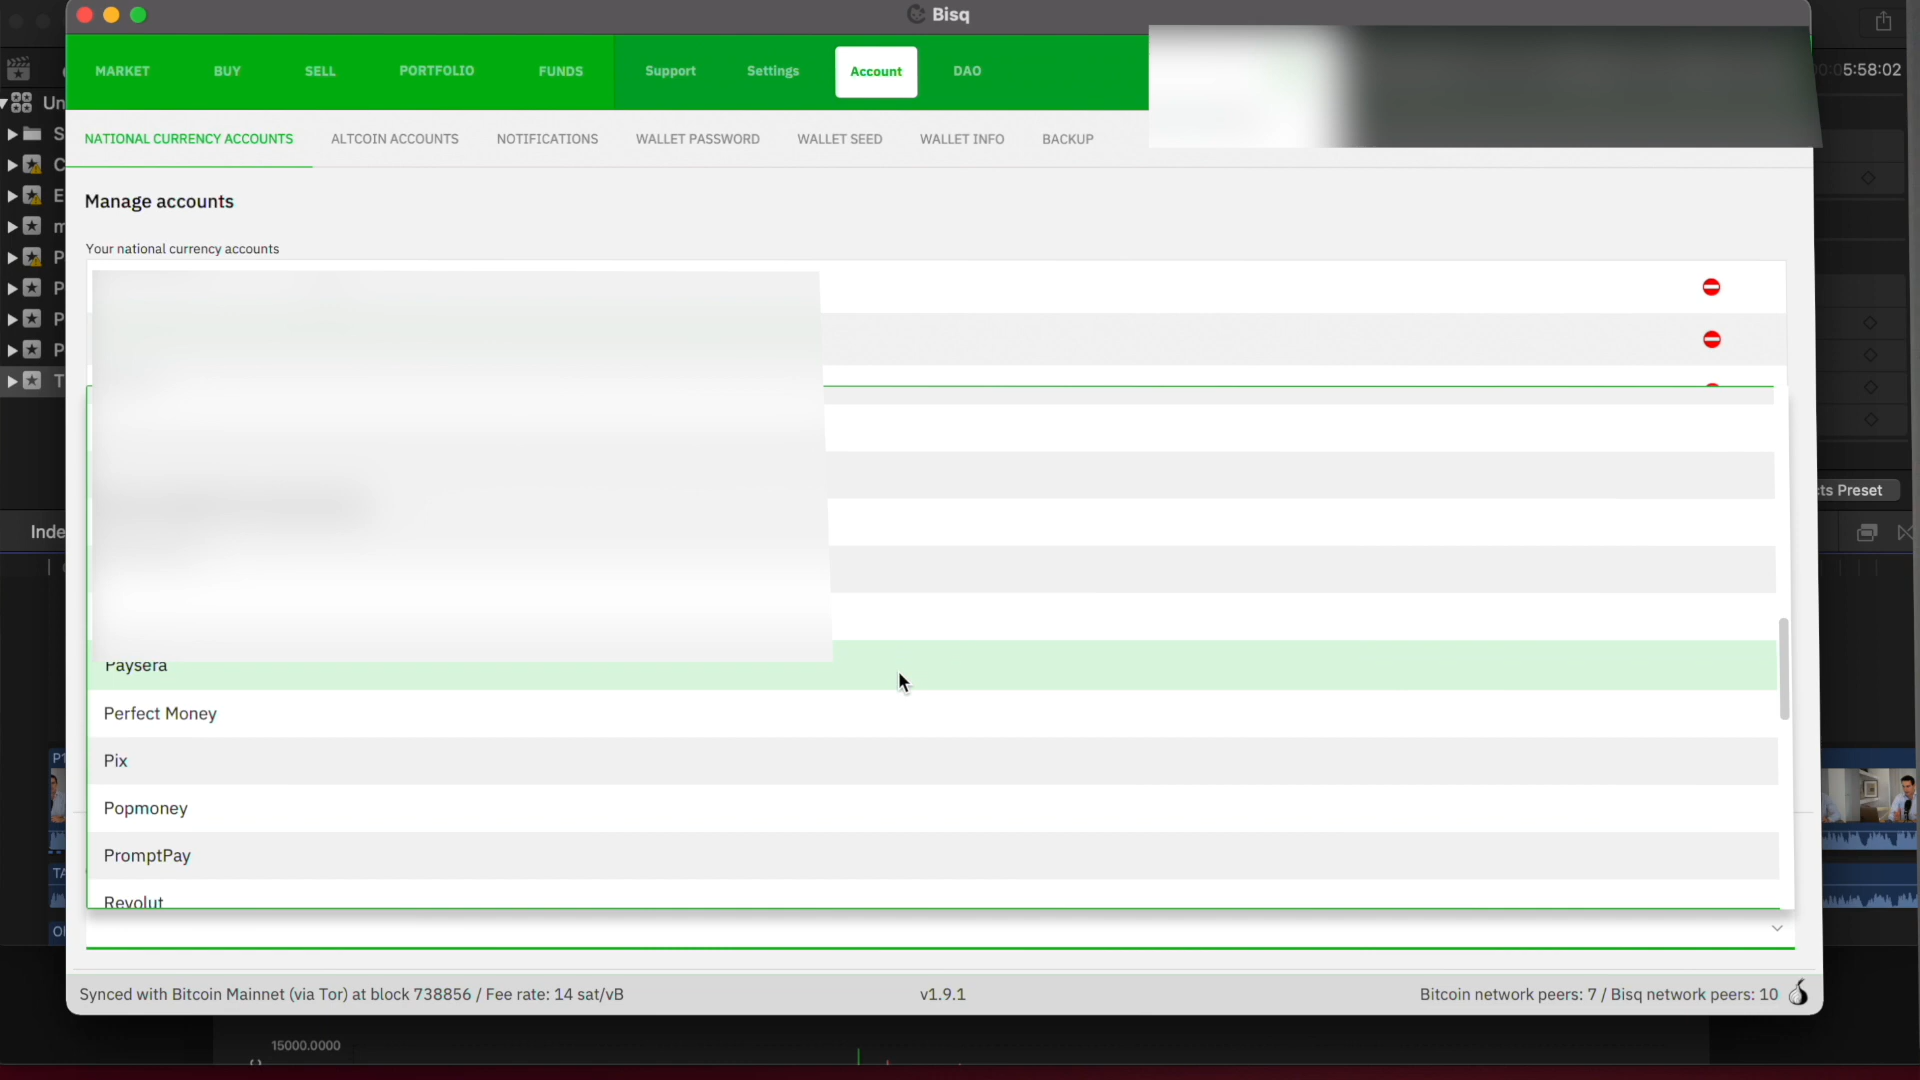 Bisq
MARKET BUY SELL PORTFOLIO FUNDS Support Settings Account DAO
5:58:02
Un
NATIONAL CURRENCY ACCOUNTS ALTCOIN ACCOUNTS NOTIFICATIONS WALLET PASSWORD WALLET SEED WALLET INFO BACKUP
S
C
E
m
P
P
P
P
T
Manage accounts
Your national currency accounts
ts Preset
Inde
Paysera
Perfect Money
Pix
Popmoney
PromptPay
Revolut
P1
TA
Synced with Bitcoin Mainnet (via Tor) at block 738856 / Fee rate: 14 sat/vB
v1.9.1
Bitcoin network peers: 7 / Bisq network peers: 10
15000.0000